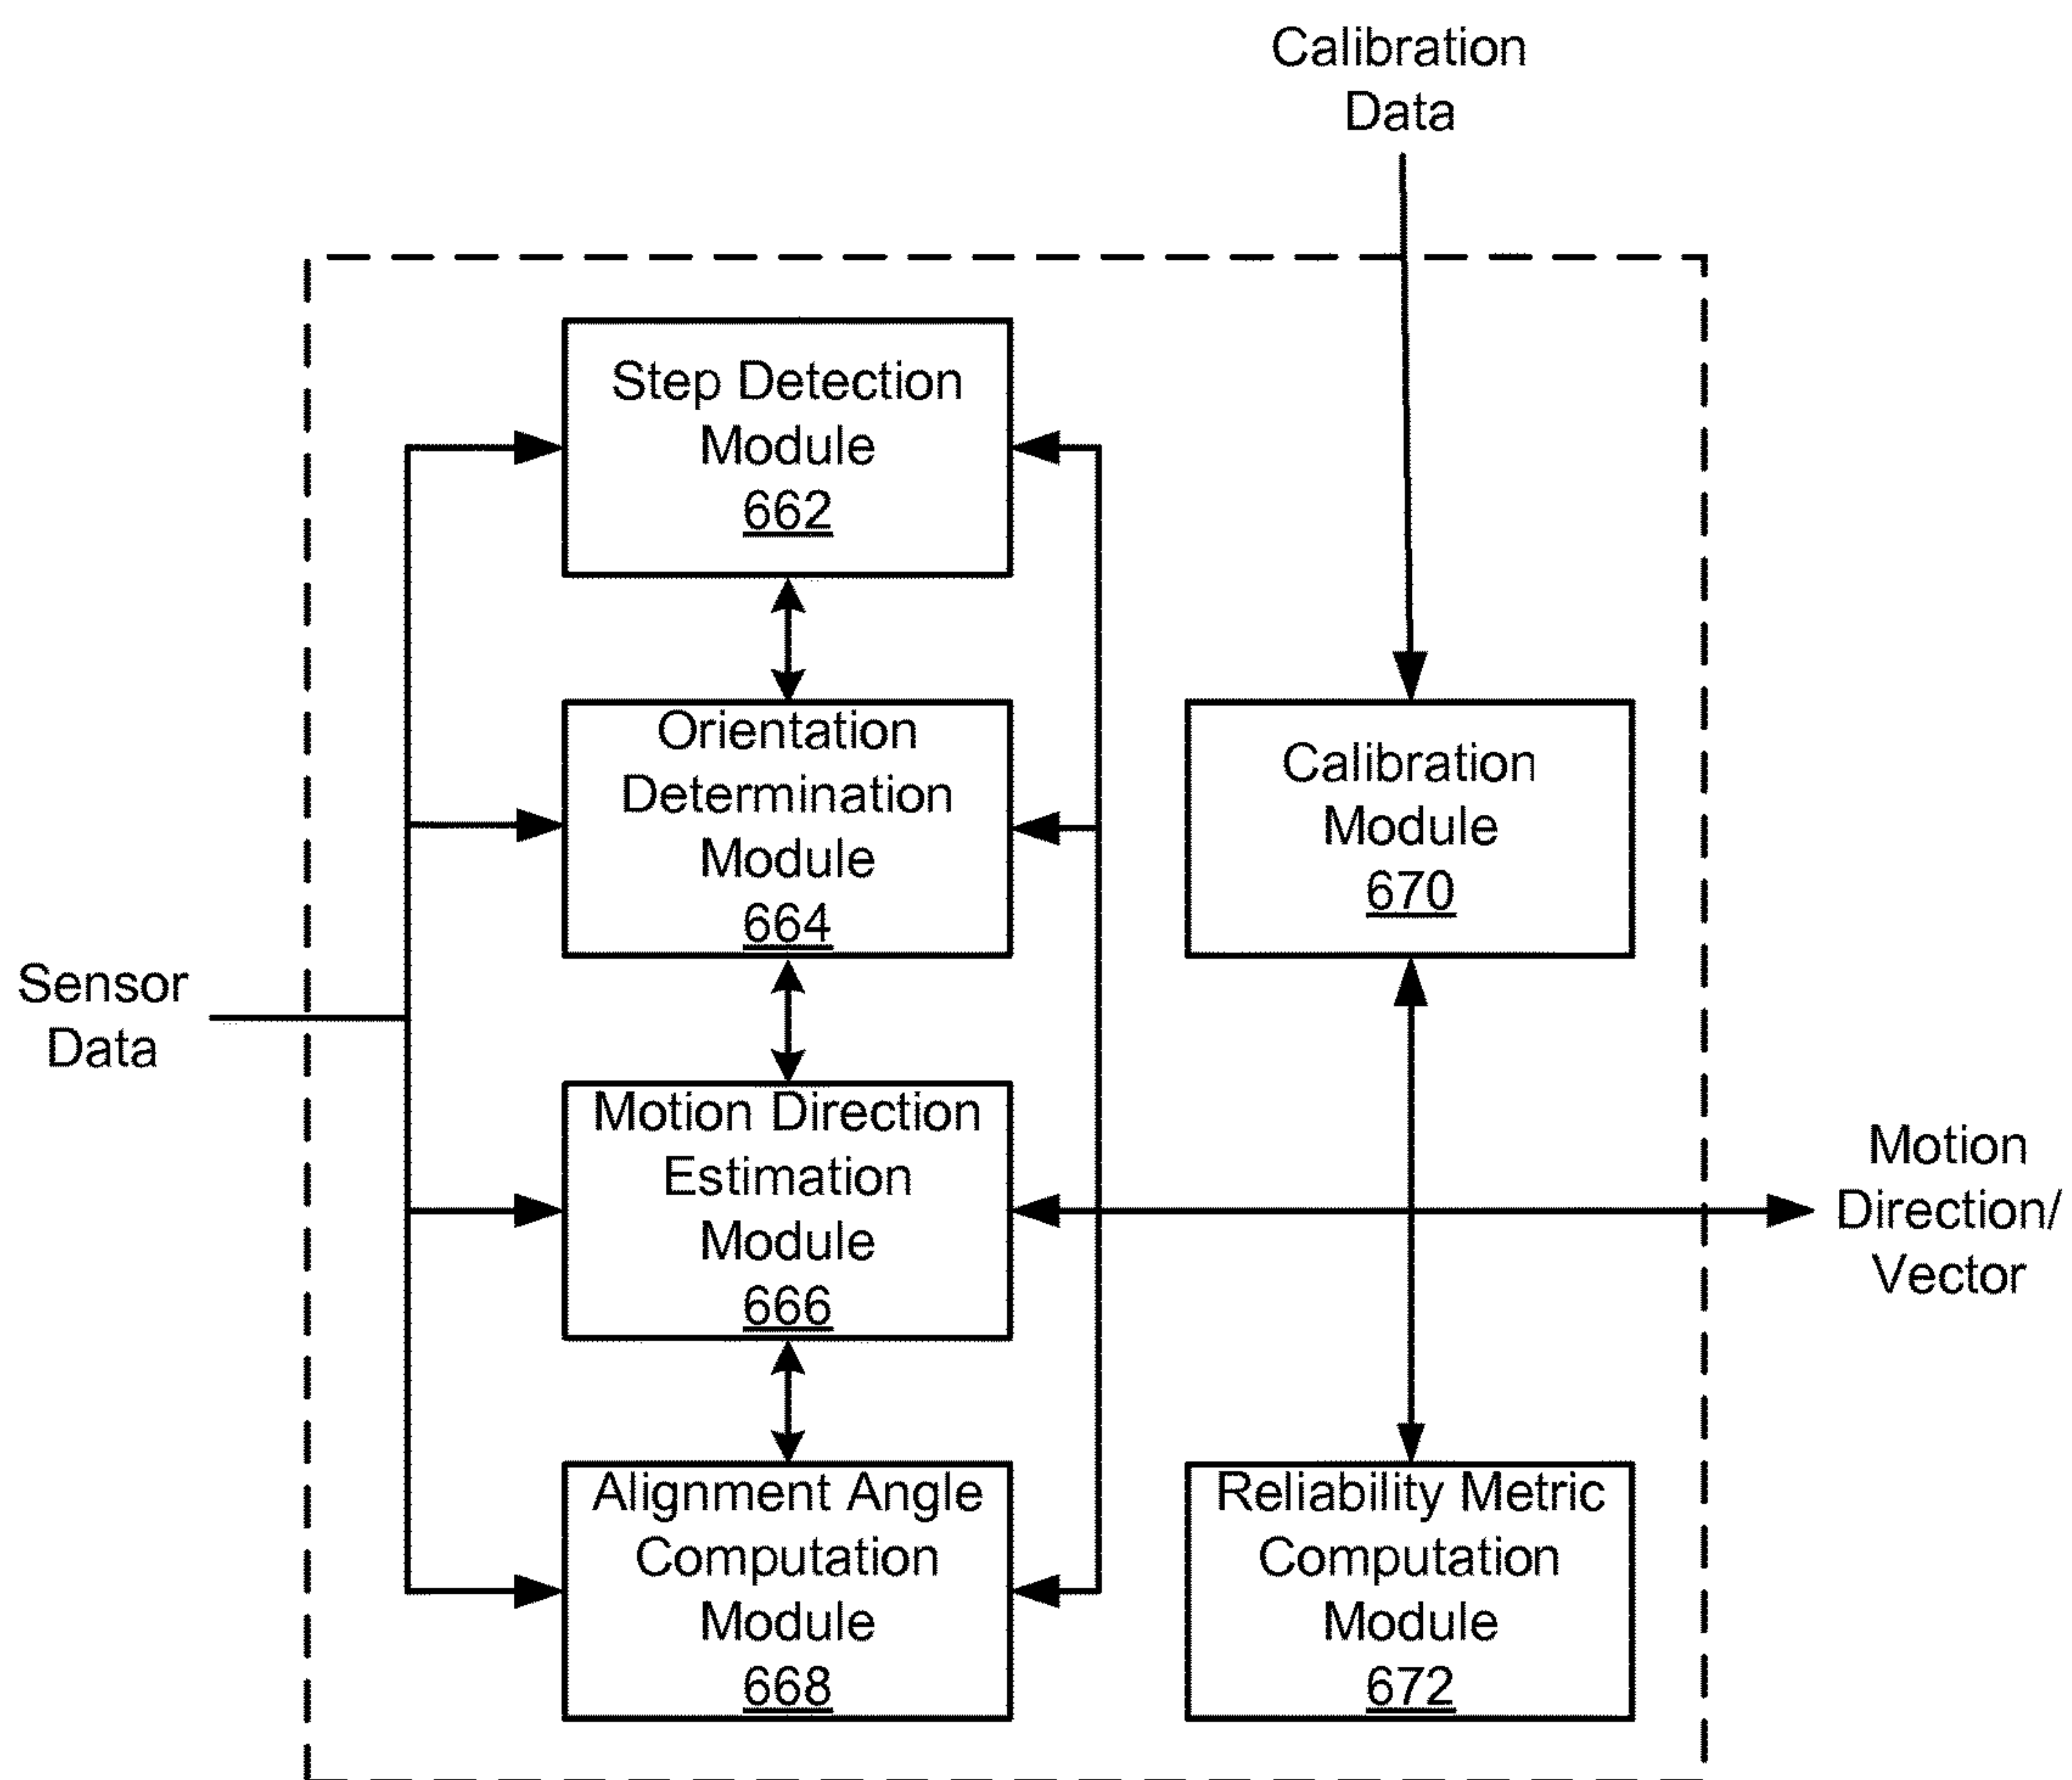 Calibration
Data
Step Detection
Module
662
Orientation
Determination
Module
664
Calibration
Module
670
Sensor
Data
Motion Direction
Estimation
Module
666
Motion
Direction/
Vector
Alignment Angle
Computation
Module
668
Reliability Metric
Computation
Module
672